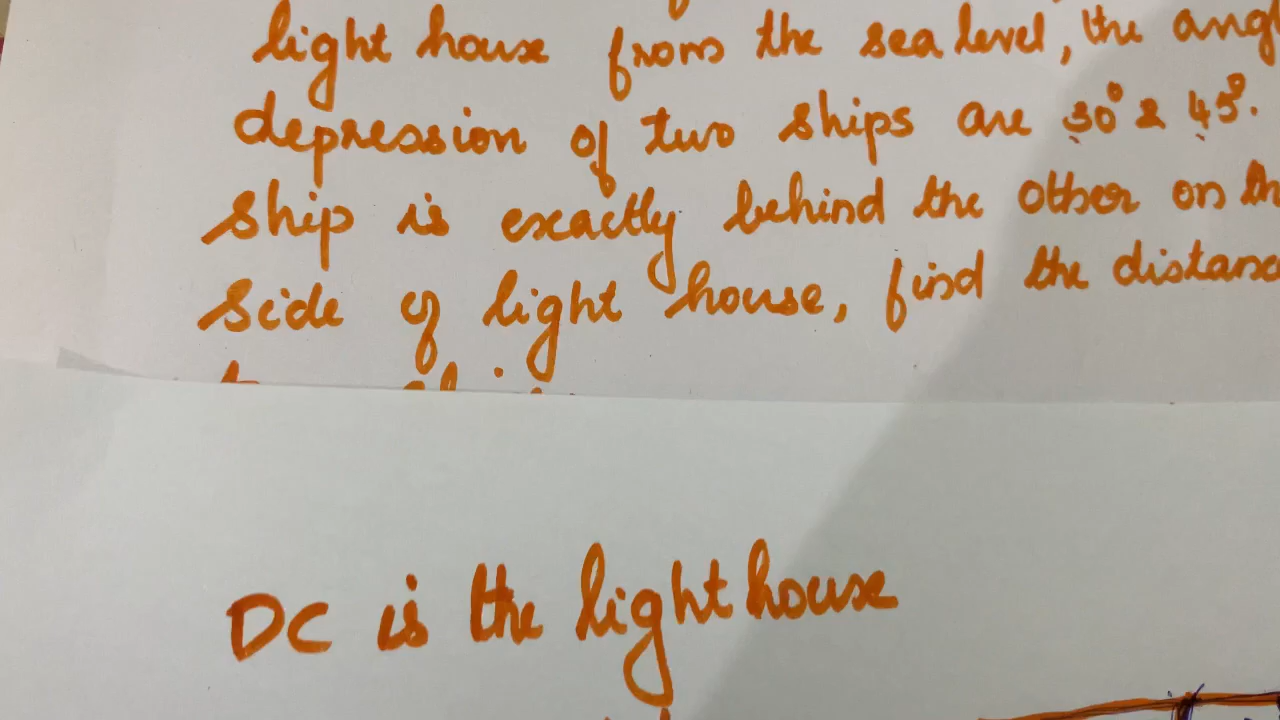 light house from the sea level, the
depression of two ships are 30° & 45°.
ship is exactly behind the other on
side of light house, find the
DC is the light house